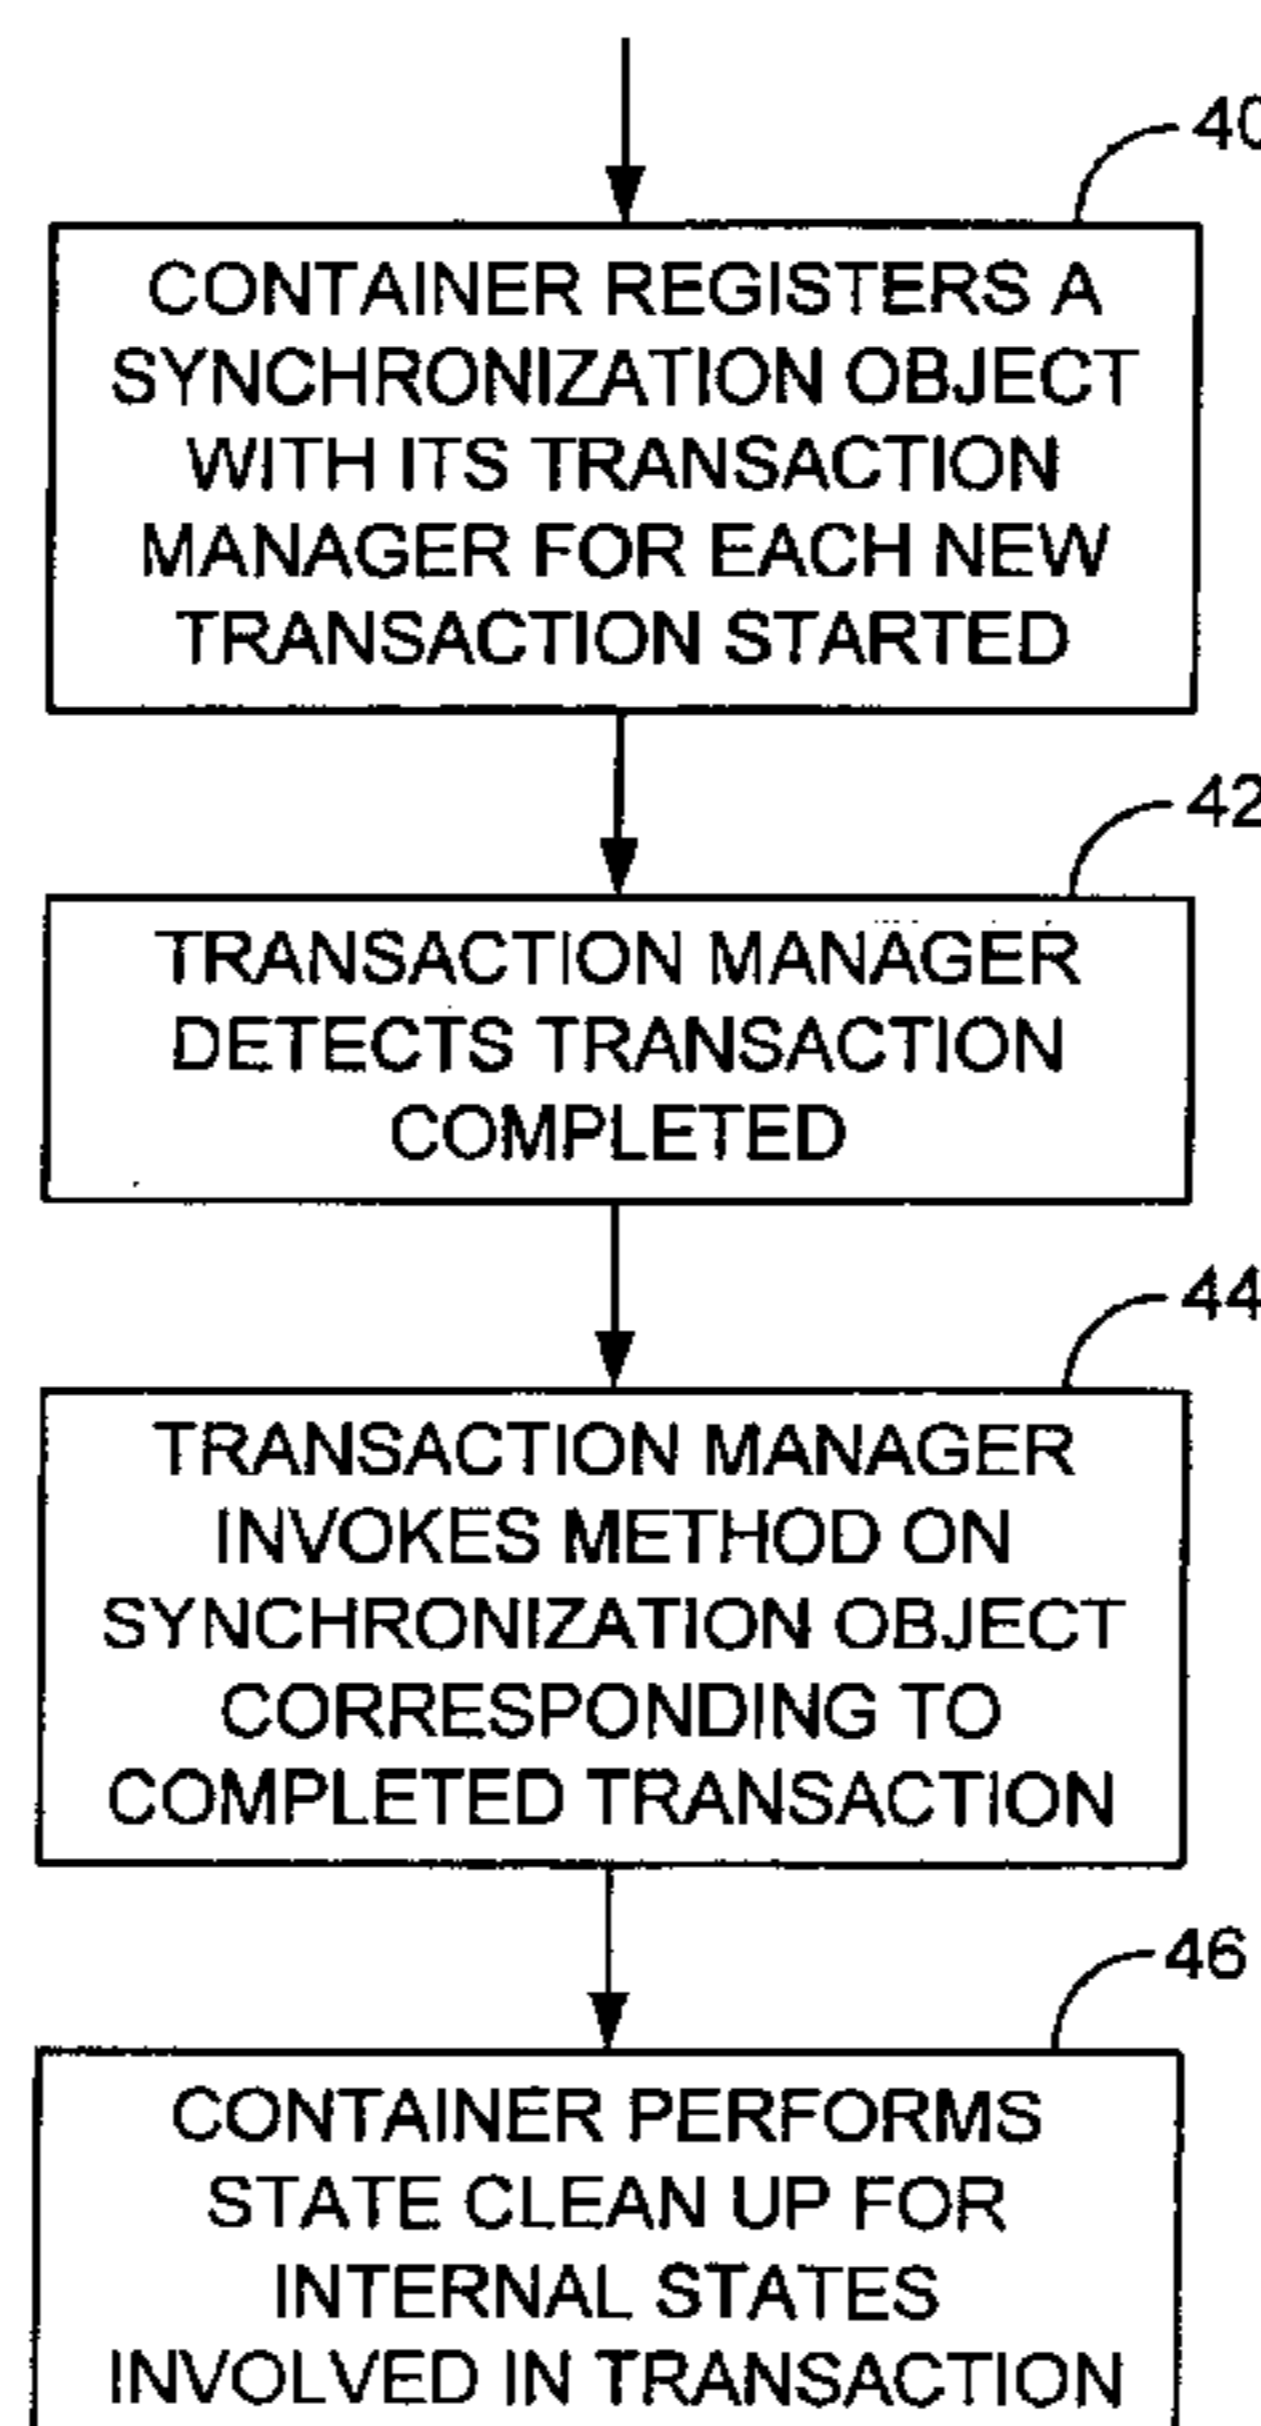 40
CONTAINER REGISTERS A
SYNCHRONIZATION OBJECT
WITH ITS TRANSACTION
MANAGER FOR EACH NEW
TRANSACTION STARTED
42
TRANSACTION MANAGER
DETECTS TRANSACTION
COMPLETED
44
TRANSACTION MANAGER
INVOKES METHOD ON
SYNCHRONIZATION OBJECT
CORRESPONDING TO
COMPLETED TRANSACTION
46
CONTAINER PERFORMS
STATE CLEAN UP FOR
INTERNAL STATES
INVOLVED IN TRANSACTION